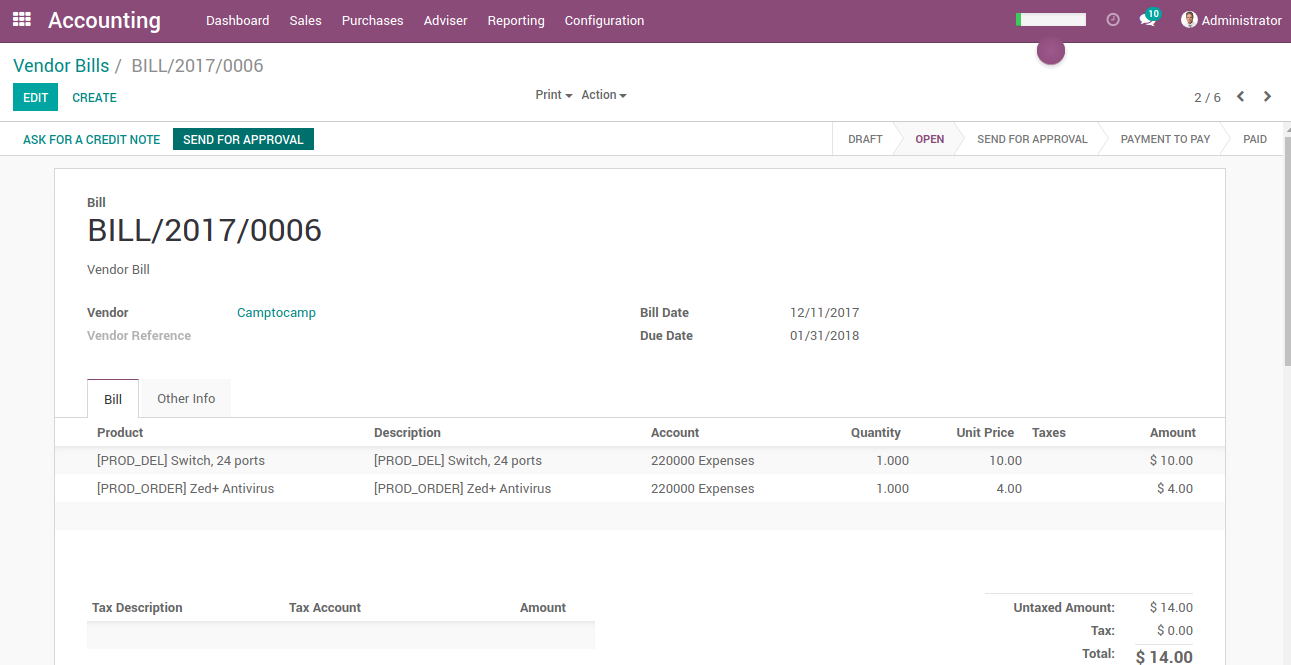 Accounting Dashboard Sales Purchases Adviser Reporting Configuration 10 Administrator
Vendor Bills / BILL/2017/0006
EDIT CREATE Print Action 2 / 6
ASK FOR A CREDIT NOTE SEND FOR APPROVAL DRAFT OPEN SEND FOR APPROVAL PAYMENT TO PAY PAID
Bill
BILL/2017/0006
Vendor Bill
Vendor Camptocamp Bill Date 12/11/2017
Vendor Reference Due Date 01/31/2018
Bill Other Info
Product Description Account Quantity Unit Price Taxes Amount
[PROD_DEL] Switch, 24 ports [PROD_DEL] Switch, 24 ports 220000 Expenses 1.000 10.00 $ 10.00
[PROD_ORDER] Zed+ Antivirus [PROD_ORDER] Zed+ Antivirus 220000 Expenses 1.000 4.00 $ 4.00
Tax Description Tax Account Amount Untaxed Amount: $ 14.00
Tax: $ 0.00
Total: $ 14.00